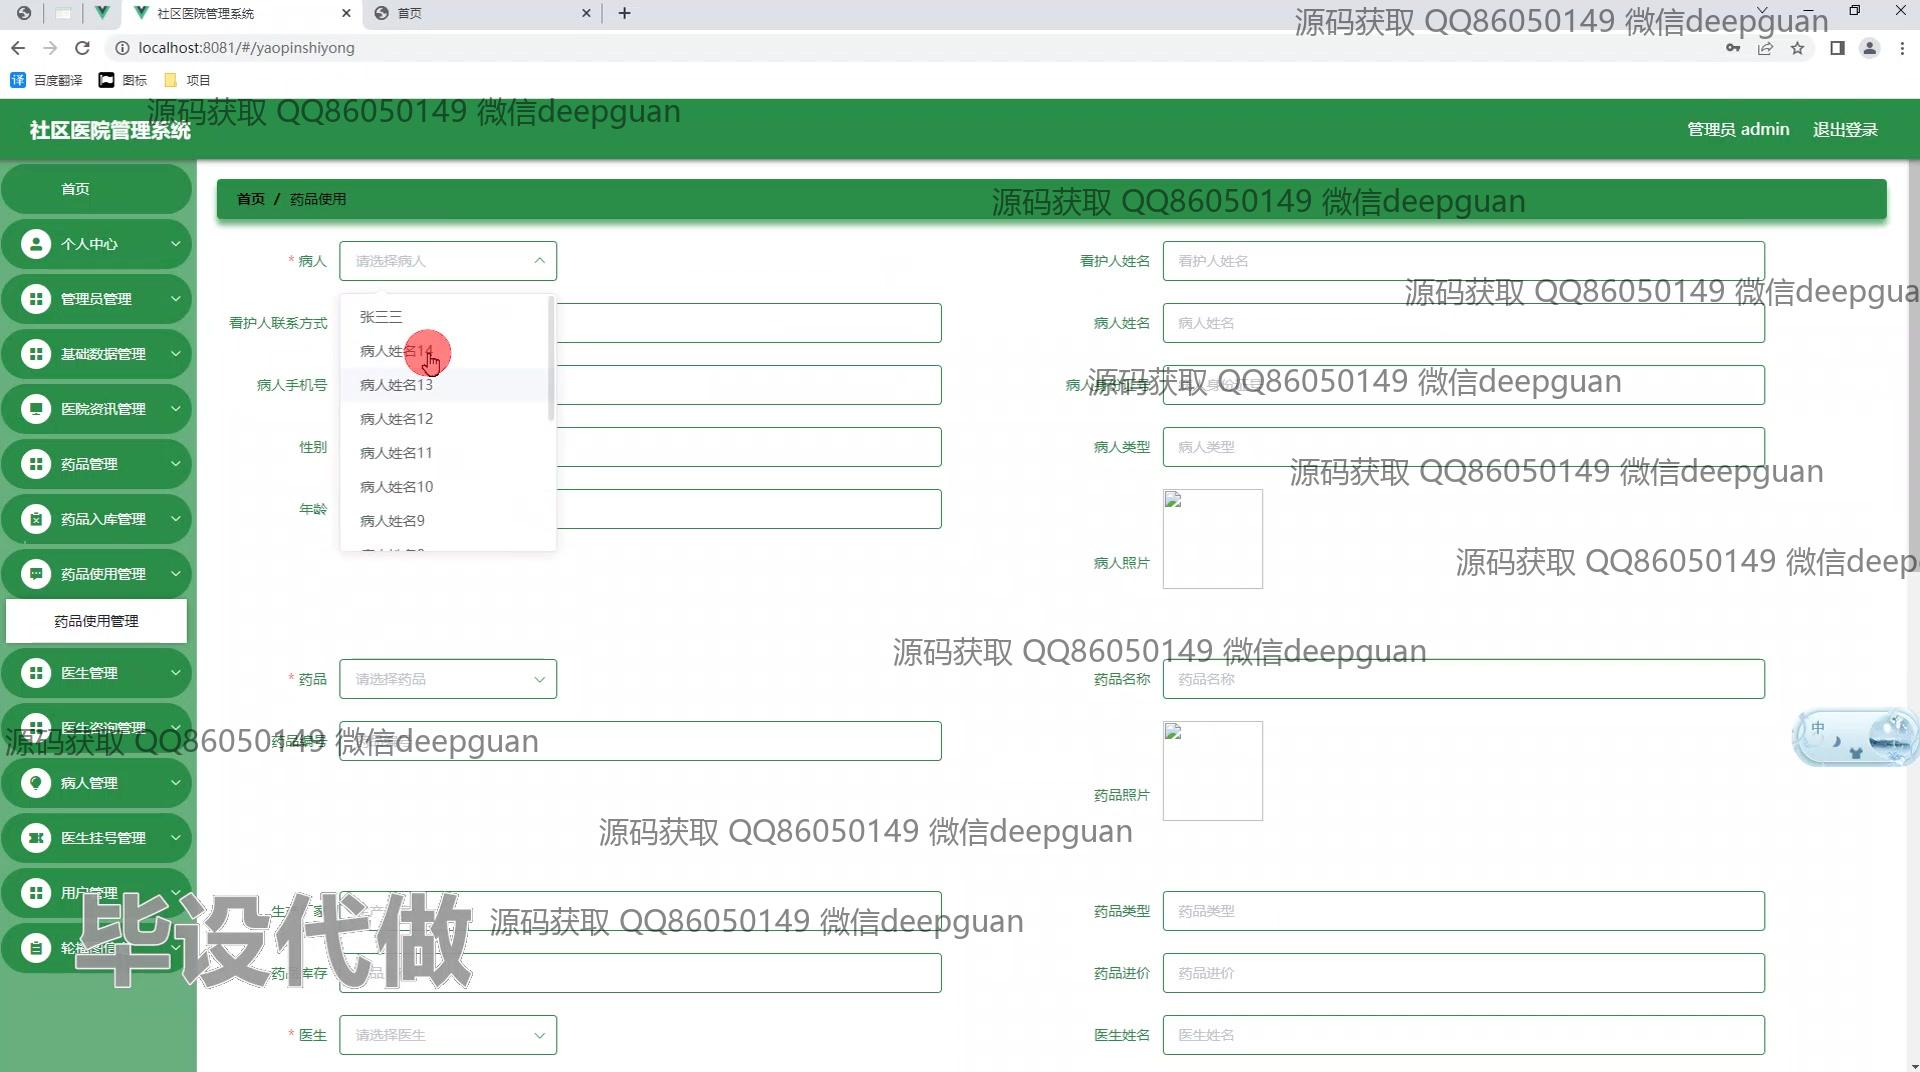 社区医院管理系统
首页
源码获取 QQ86050149 微信deepguan
localhost:8081/#/yaopinshiyong
译 百度翻译
图标
项目
源码获取 QQ86050149 微信deepguan
社区医院管理系统
管理员 admin
退出登录
首页
首页 / 药品使用
源码获取 QQ86050149 微信deepguan
个人中心
* 病人
请选择病人
看护人姓名
看护人姓名
管理员管理
源码获取 QQ86050149 微信deepgua
张三三
看护人联系方式
病人姓名
病人姓名
基础数据管理
病人姓名14
病人手机号
病人姓名13
病人身份证号
源码获取 QQ86050149 微信deepguan
医院资讯管理
病人姓名12
性别
病人姓名11
病人类型
病人类型
药品管理
源码获取 QQ86050149 微信deepguan
病人姓名10
年龄
病人姓名9
药品入库管理
病人照片
源码获取 QQ86050149 微信deep
药品使用管理
药品使用管理
源码获取 QQ86050149 微信deepguan
医生管理
* 药品
请选择药品
药品名称
药品名称
医生咨询管理
源码获取 QQ86050149 微信deepguan
药品编号
中
病人管理
药品照片
医生挂号管理
源码获取 QQ86050149 微信deepguan
用户管理
药品类型
药品类型
源码获取 QQ86050149 微信deepguan
毕设代做
药品库存
药品进价
药品进价
* 医生
请选择医生
医生姓名
医生姓名